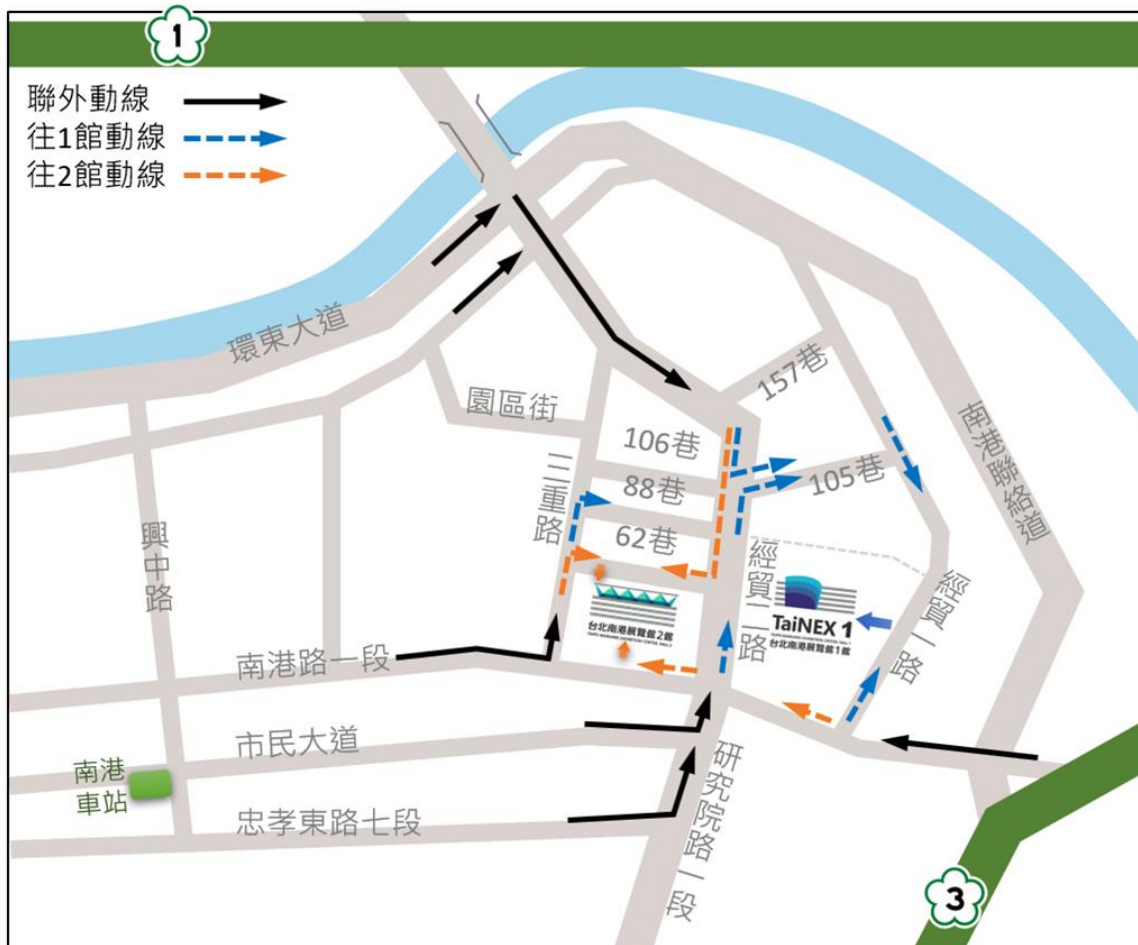 1
聯外動線
往1館動線
往2館動線
環東大道
園區街
157巷
106巷
88巷
105巷
62巷
三重路
興中路
南港聯絡道
經貿二路
經貿一路
TaiNEX 1
台北南港展覽館1館
台北南港展覽館2館
南港路一段
市民大道
南港
車站
忠孝東路七段
研究院路一段
3